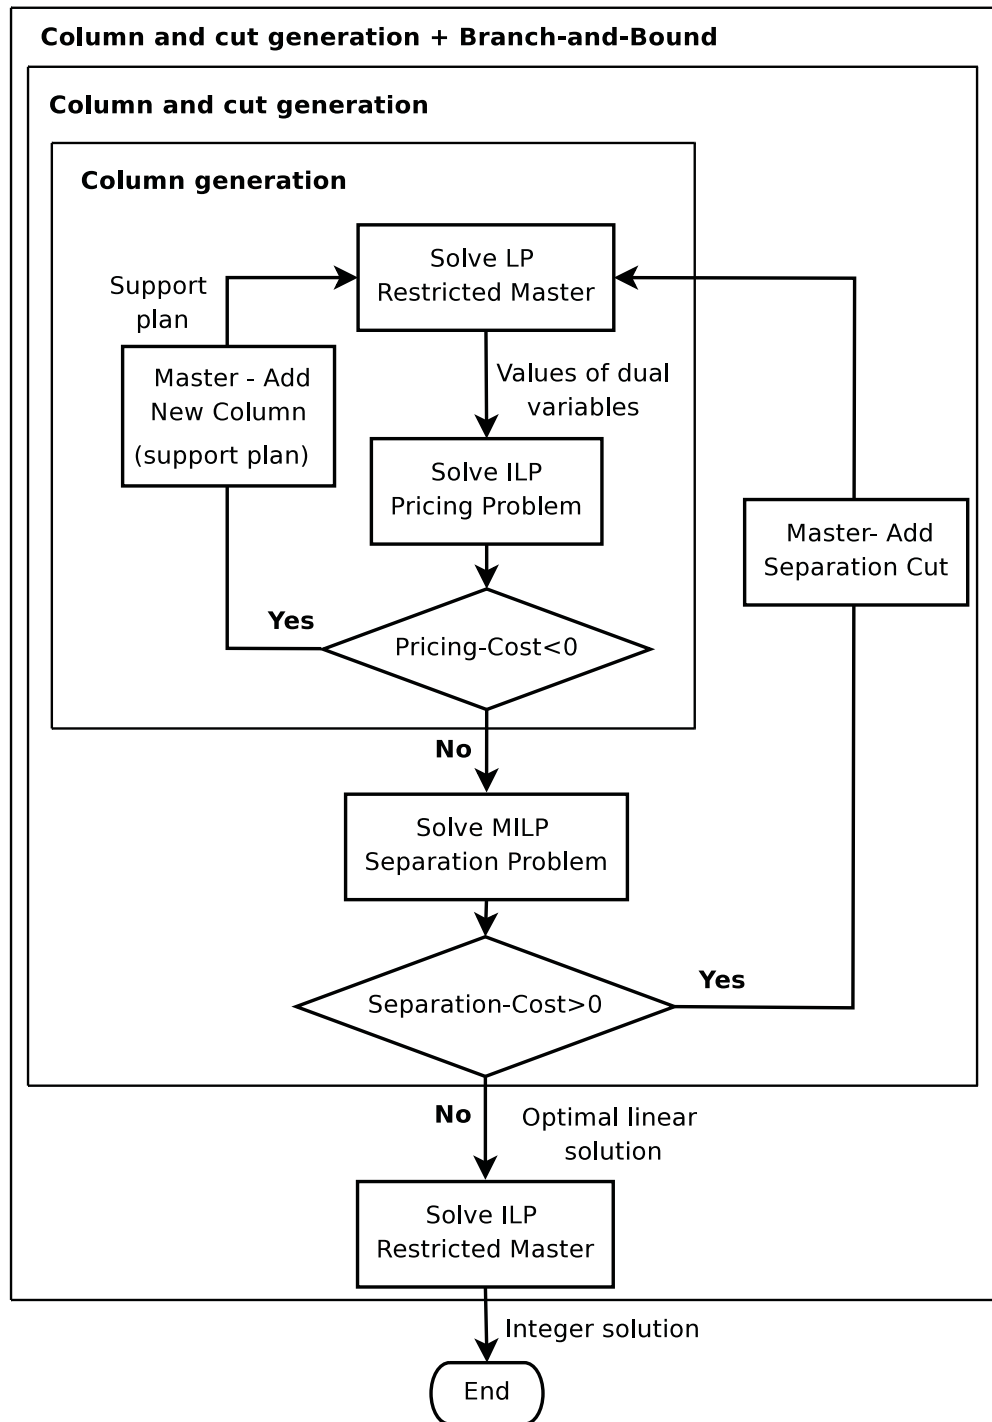 Column and cut generation + Branch-and-Bound
Column and cut generation
Column generation
Solve LP
Restricted Master
Support
plan
Master - Add
New Column
(support plan)
Values of dual
variables
Solve ILP
Pricing Problem
Master- Add
Separation Cut
Yes
Pricing-Cost<0
No
Solve MILP
Separation Problem
Separation-Cost>0
Yes
No
Optimal linear
solution
Solve ILP
Restricted Master
Integer solution
End